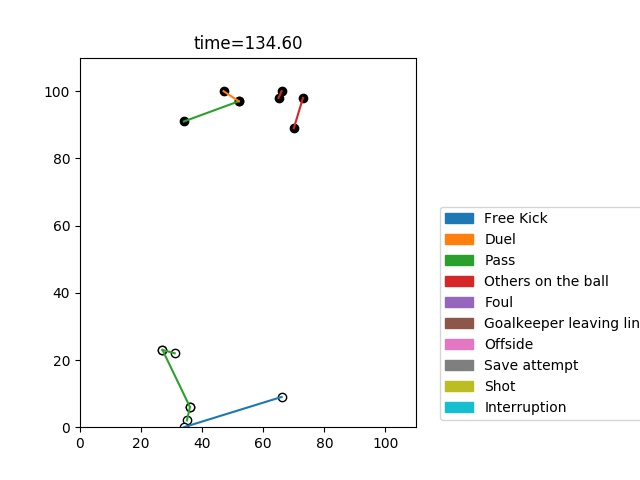 time=134.60
100
80
60
40
20
0
0 20 40 60 80 100
Free Kick
Duel
Pass
Others on the ball
Foul
Goalkeeper leaving lin
Offside
Save attempt
Shot
Interruption